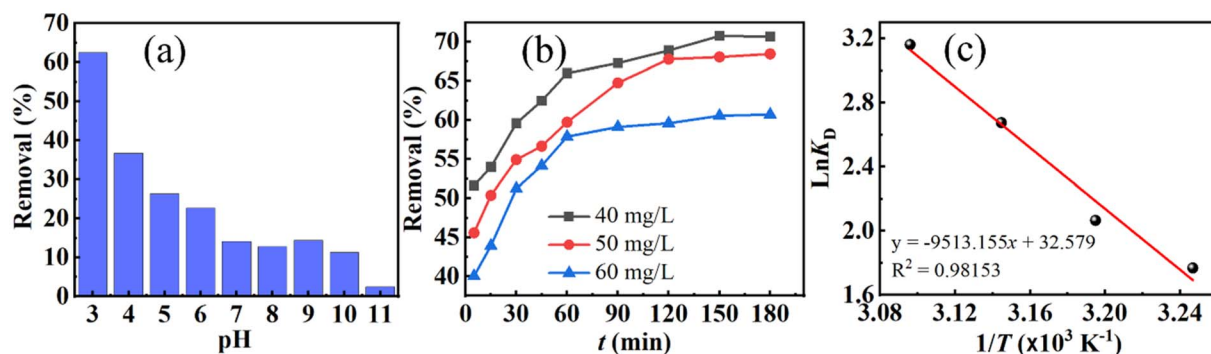 (a)
Removal (%)
70
60
50
40
30
20
10
0
3 4 5 6 7 8 9 10 11
pH
(b)
Removal (%)
70
65
60
55
50
45
40
40 mg/L
50 mg/L
60 mg/L
0 30 60 90 120 150 180
t (min)
(c)
LnK_D
3.2
2.8
2.4
2.0
1.6
y = -9513.155x + 32.579
R² = 0.98153
3.08 3.12 3.16 3.20 3.24
1/T (x10³ K⁻¹)